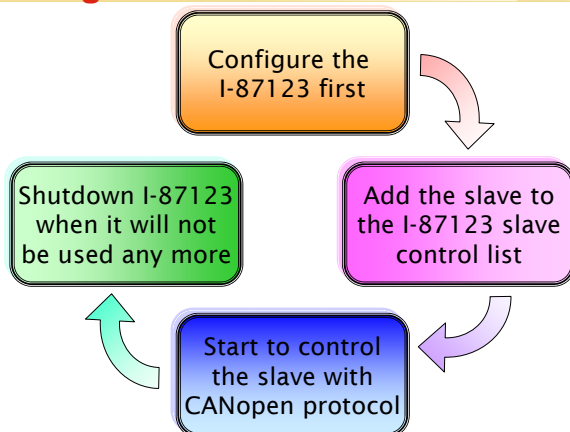 Configure the
I-87123 first
Add the slave to
the I-87123 slave
control list
Start to control
the slave with
CANopen protocol
Shutdown I-87123
when it will not
be used any more